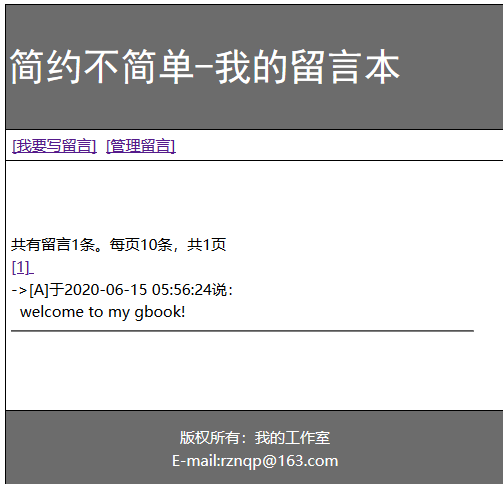 简约不简单-我的留言本
[我要写留言] [管理留言]
共有留言1条。每页10条，共1页
[1]
->[A]于2020-06-15 05:56:24说：
welcome to my gbook!
版权所有：我的工作室
E-mail:rznqp@163.com